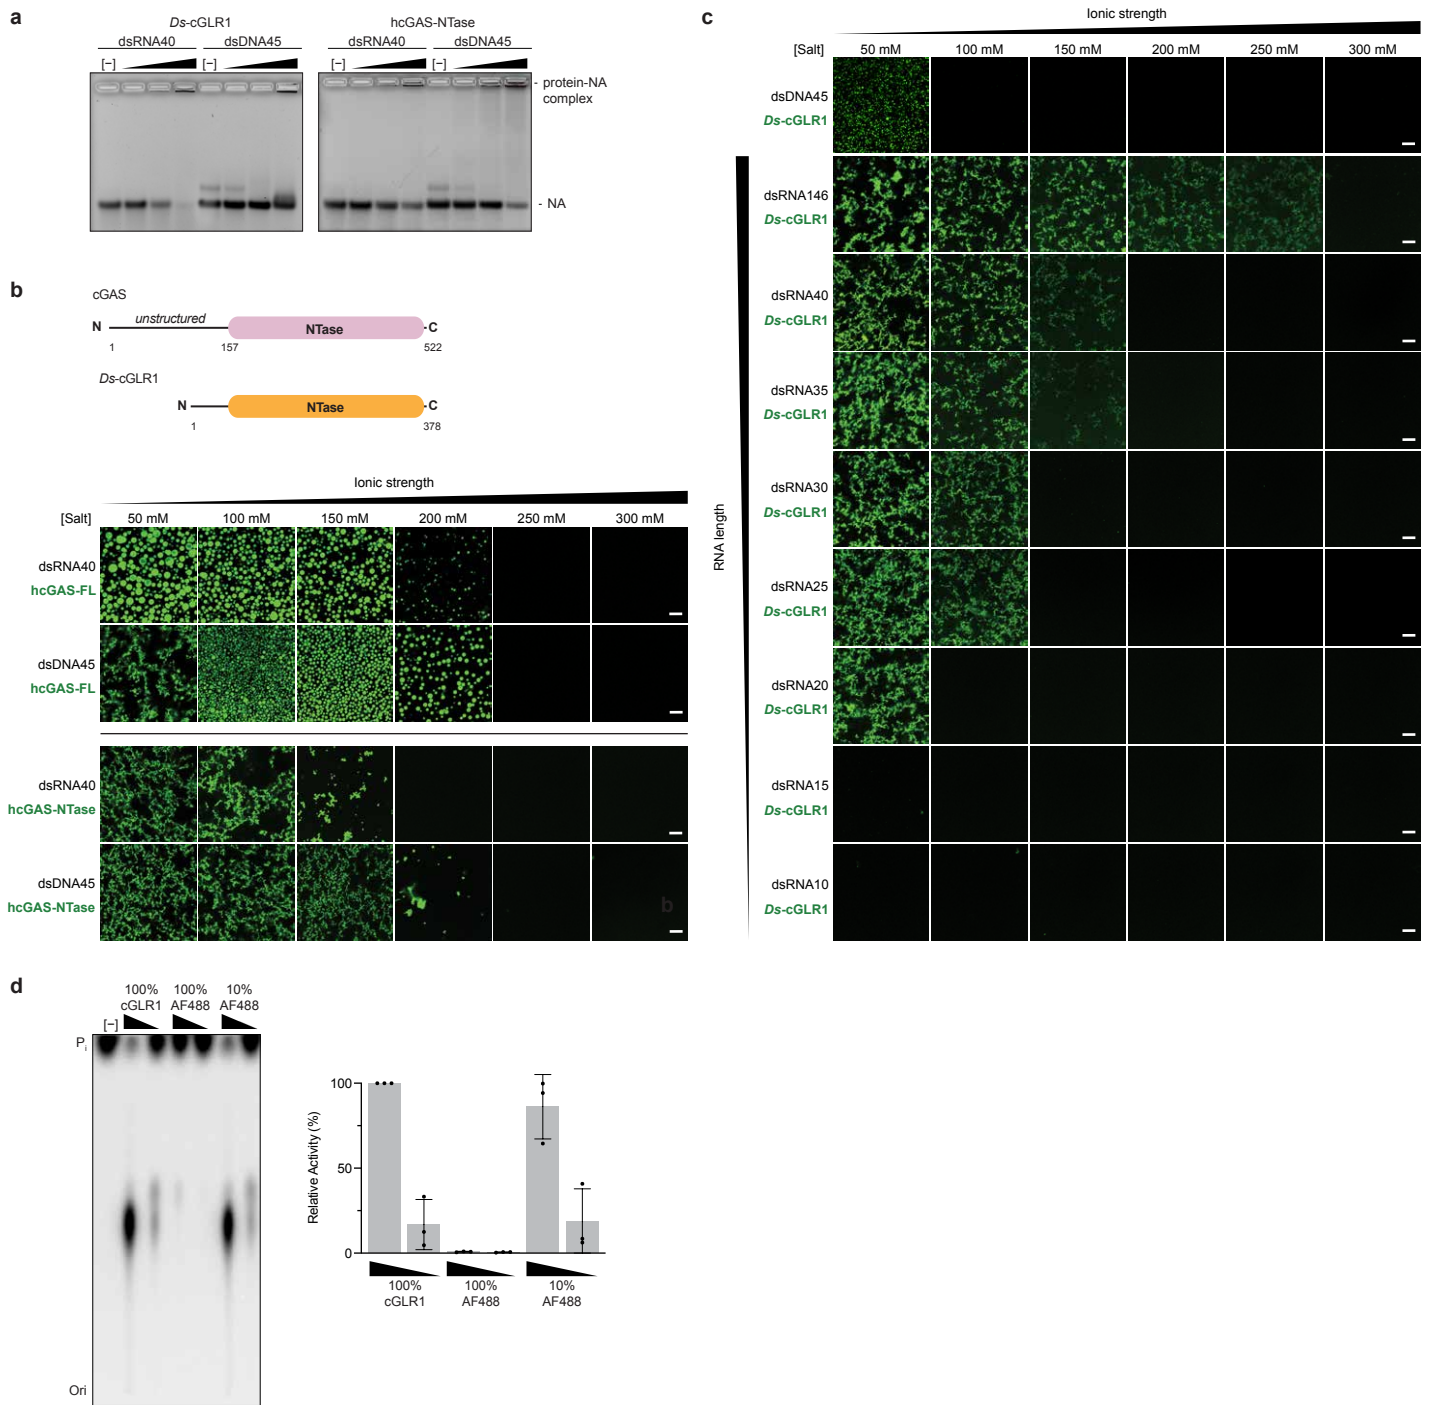 a
Ds-cGLR1
hcGAS-NTase
dsRNA40 dsDNA45
dsRNA40 dsDNA45
[–] [–]
[–] [–]
- protein-NA
complex
- NA
b
cGAS
N unstructured NTase C
1 157 522
Ds-cGLR1
N NTase C
1 378
Ionic strength
[Salt] 50 mM 100 mM 150 mM 200 mM 250 mM 300 mM
dsRNA40
hcGAS-FL
dsDNA45
hcGAS-FL
dsRNA40
hcGAS-NTase
dsDNA45
hcGAS-NTase
b
c
Ionic strength
[Salt] 50 mM 100 mM 150 mM 200 mM 250 mM 300 mM
dsDNA45
Ds-cGLR1
RNA length
dsRNA146
Ds-cGLR1
dsRNA40
Ds-cGLR1
dsRNA35
Ds-cGLR1
dsRNA30
Ds-cGLR1
dsRNA25
Ds-cGLR1
dsRNA20
Ds-cGLR1
dsRNA15
Ds-cGLR1
dsRNA10
Ds-cGLR1
d
100% 100% 10%
cGLR1 AF488 AF488
[–]
Pi
Ori
Relative Activity (%)
100
50
0
100% 100% 10%
cGLR1 AF488 AF488